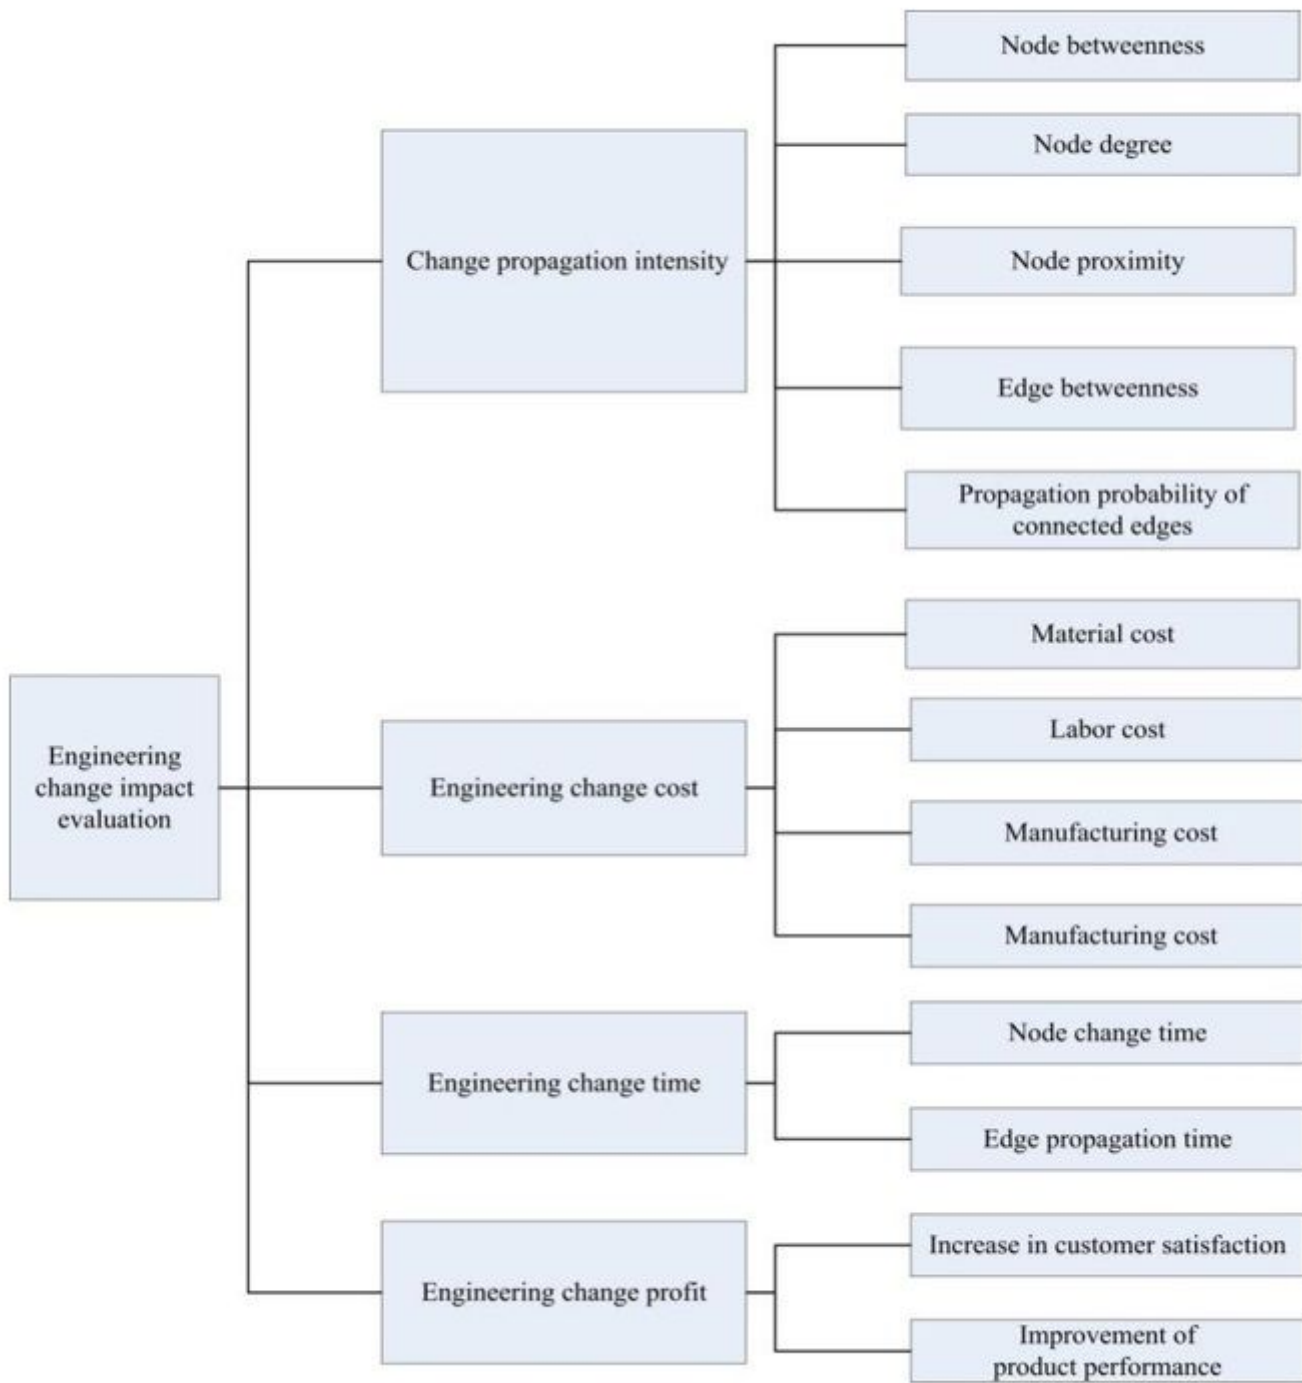 Node betweenness
Node degree
Change propagation intensity
Node proximity
Edge betweenness
Propagation probability of
connected edges
Material cost
Labor cost
Engineering
change impact
evaluation
Engineering change cost
Manufacturing cost
Manufacturing cost
Node change time
Engineering change time
Edge propagation time
Increase in customer satisfaction
Engineering change profit
Improvement of
product performance